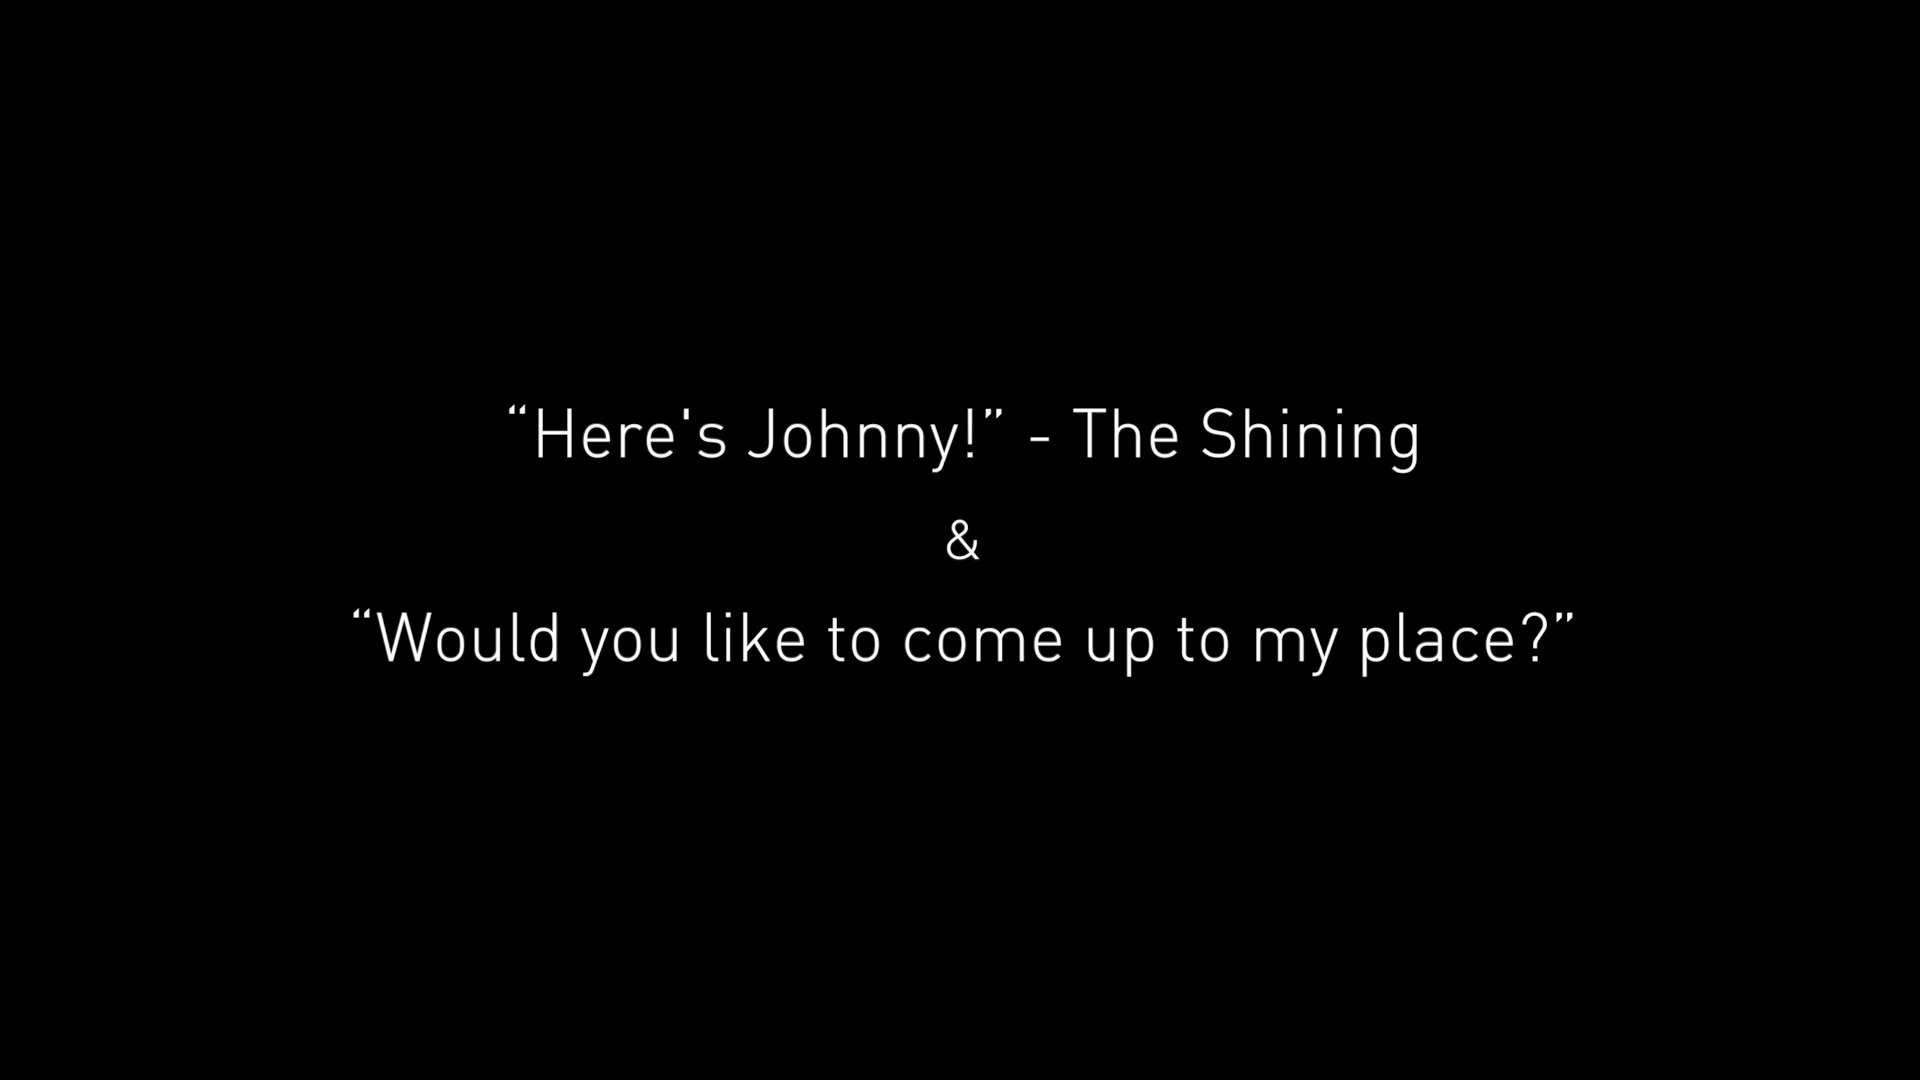 “Here's Johnny!” - The Shining
&
“Would you like to come up to my place?”